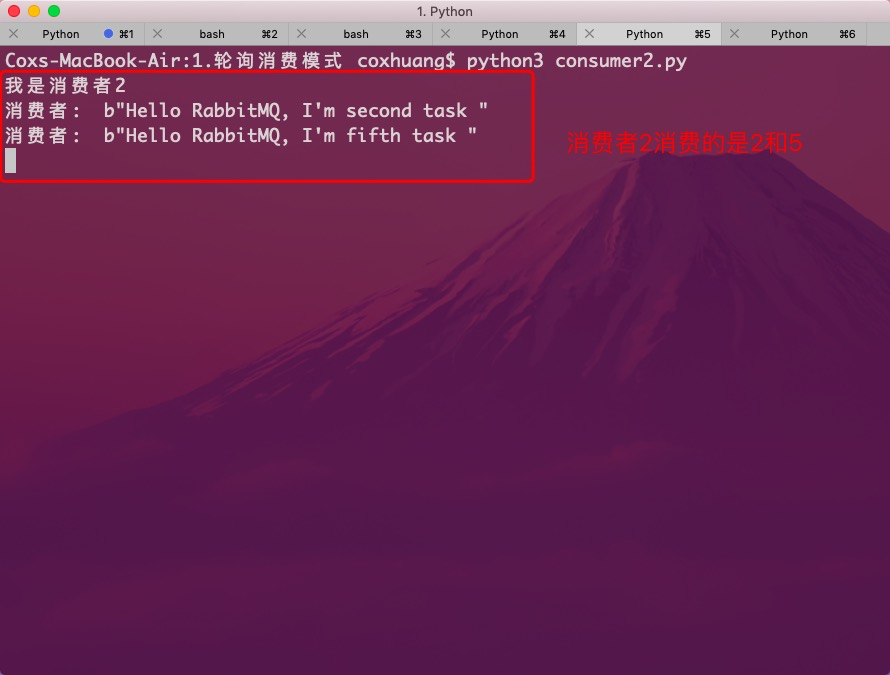 1. Python
Python ⌘1 bash ⌘2 bash ⌘3 Python ⌘4 Python ⌘5 Python ⌘6
Coxs-MacBook-Air:1.轮询消费模式 coxhuang$ python3 consumer2.py
我是消费者2
消费者： b"Hello RabbitMQ, I'm second task "
消费者： b"Hello RabbitMQ, I'm fifth task "
消费者2消费的是2和5